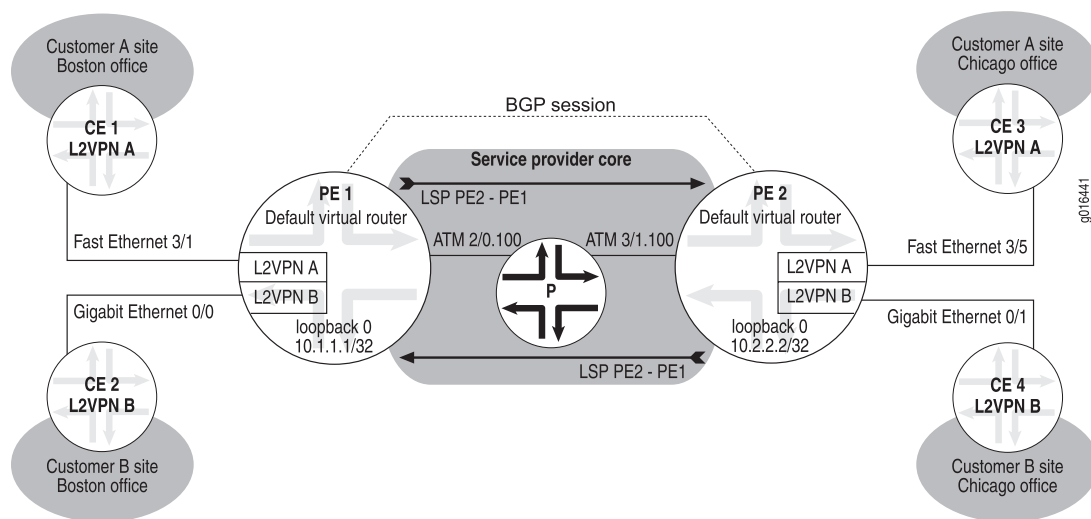 Customer A site
Boston office
CE 1
L2VPN A
Customer A site
Chicago office
CE 3
L2VPN A
BGP session
Service provider core
LSP PE2 - PE1
PE 1
Default virtual router
PE 2
Default virtual router
Fast Ethernet 3/1
ATM 2/0.100
ATM 3/1.100
Fast Ethernet 3/5
L2VPN A
L2VPN B
P
L2VPN A
L2VPN B
Gigabit Ethernet 0/0
Gigabit Ethernet 0/1
loopback 0
10.1.1.1/32
loopback 0
10.2.2.2/32
LSP PE2 - PE1
CE 2
L2VPN B
Customer B site
Boston office
CE 4
L2VPN B
Customer B site
Chicago office
g016441